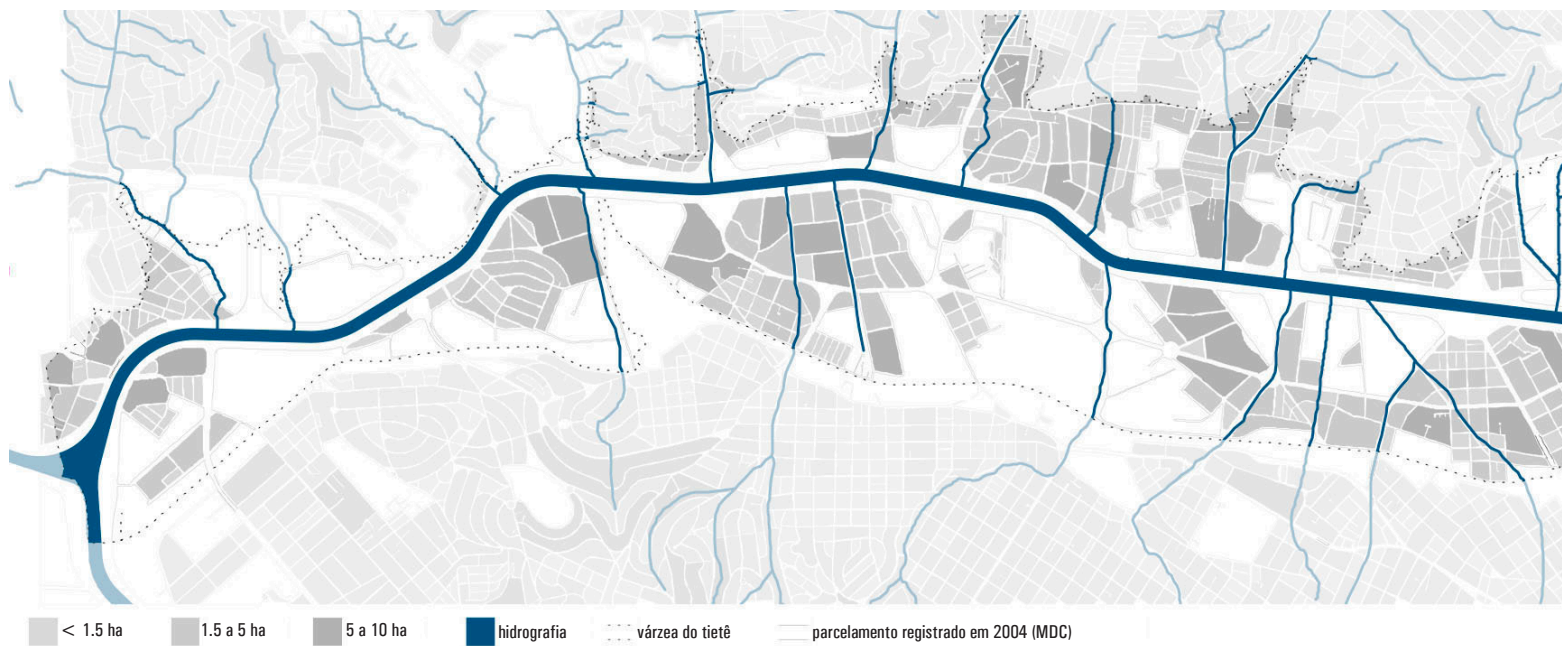 < 1.5 ha 1.5 a 5 ha 5 a 10 ha hidrografia várzea do tietê parcelamento registrado em 2004 (MDC)